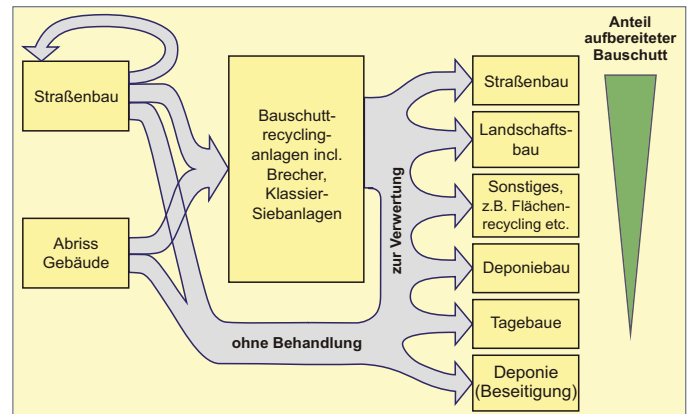 Anteil
aufbereiteter
Bauschutt
Straßenbau
Abriss
Gebäude
Bauschutt-
recycling-
anlagen incl.
Brecher,
Klassier-
Siebanlagen
ohne Behandlung
zur Verwertung
Straßenbau
Landschafts-
bau
Sonstiges,
z.B. Flächen-
recycling etc.
Deponiebau
Tagebaue
Deponie
(Beseitigung)